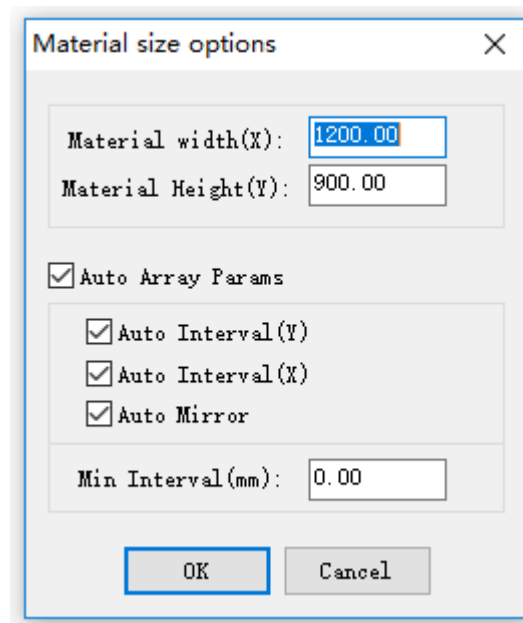 Material size options
Material width(X): 1200.00
Material Height(Y): 900.00
Auto Array Params
Auto Interval(Y)
Auto Interval(X)
Auto Mirror
Min Interval(mm): 0.00
OK Cancel